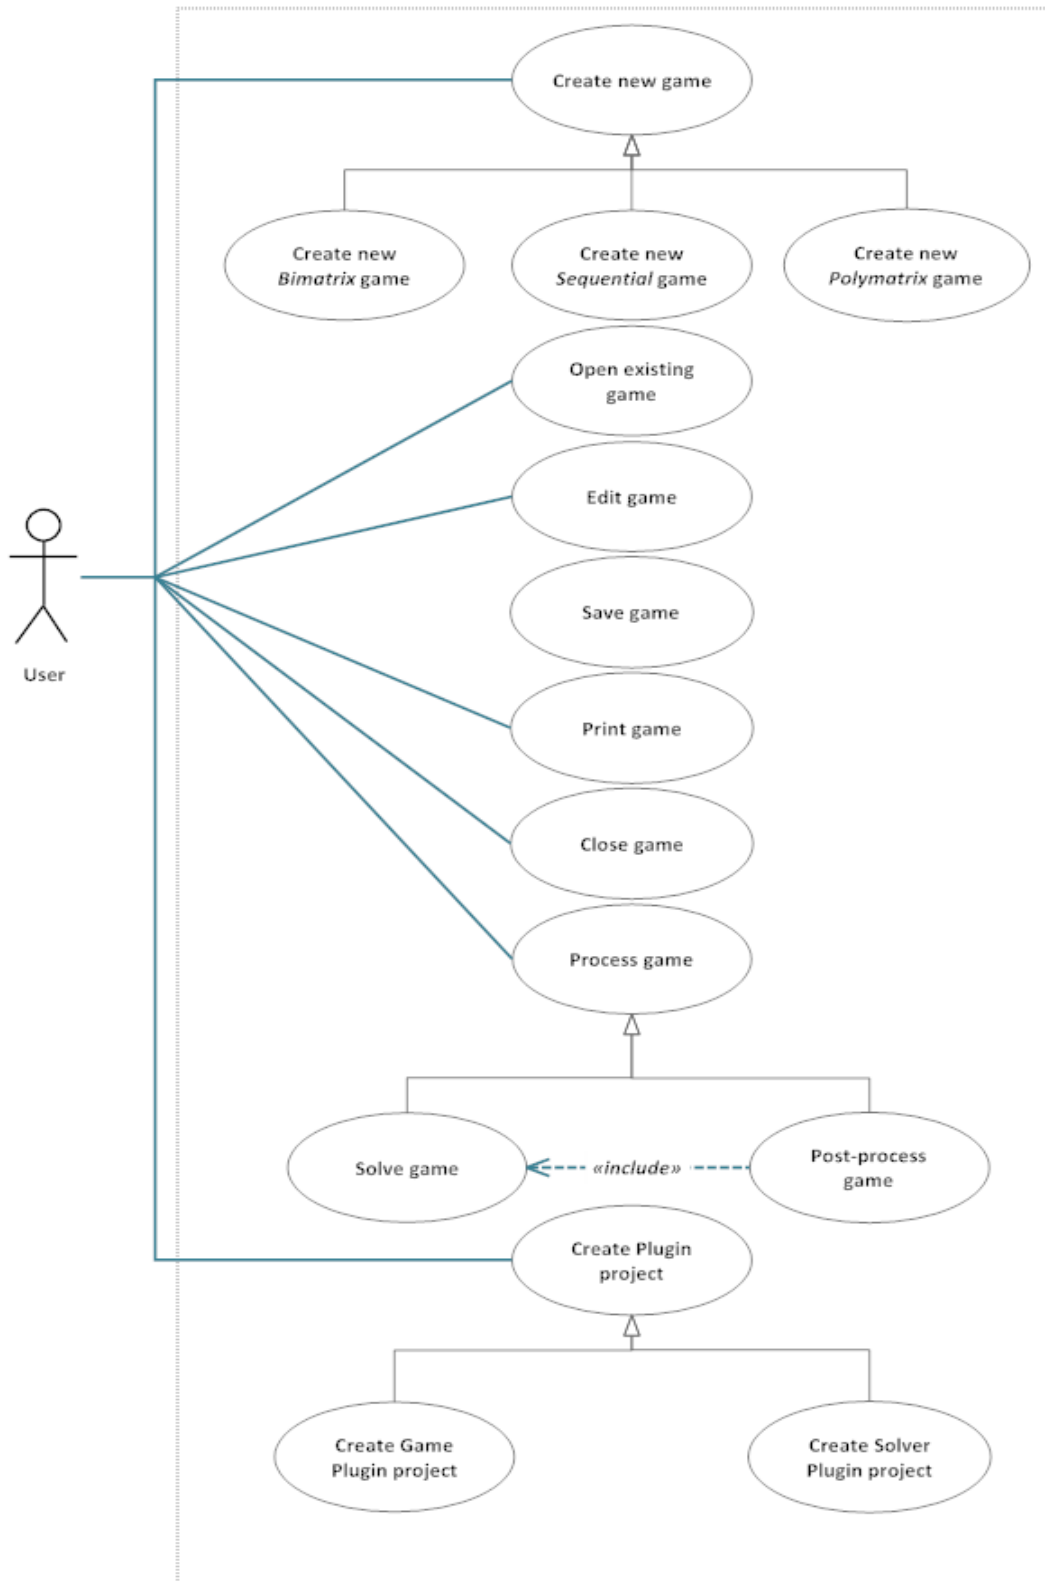 Create new game
Create new
Bimatrix game
Create new
Sequential game
Create new
Polymatrix game
Open existing
game
Edit game
Save game
User
Print game
Close game
Process game
Solve game
«include»
Post-process
game
Create Plugin
project
Create Game
Plugin project
Create Solver
Plugin project